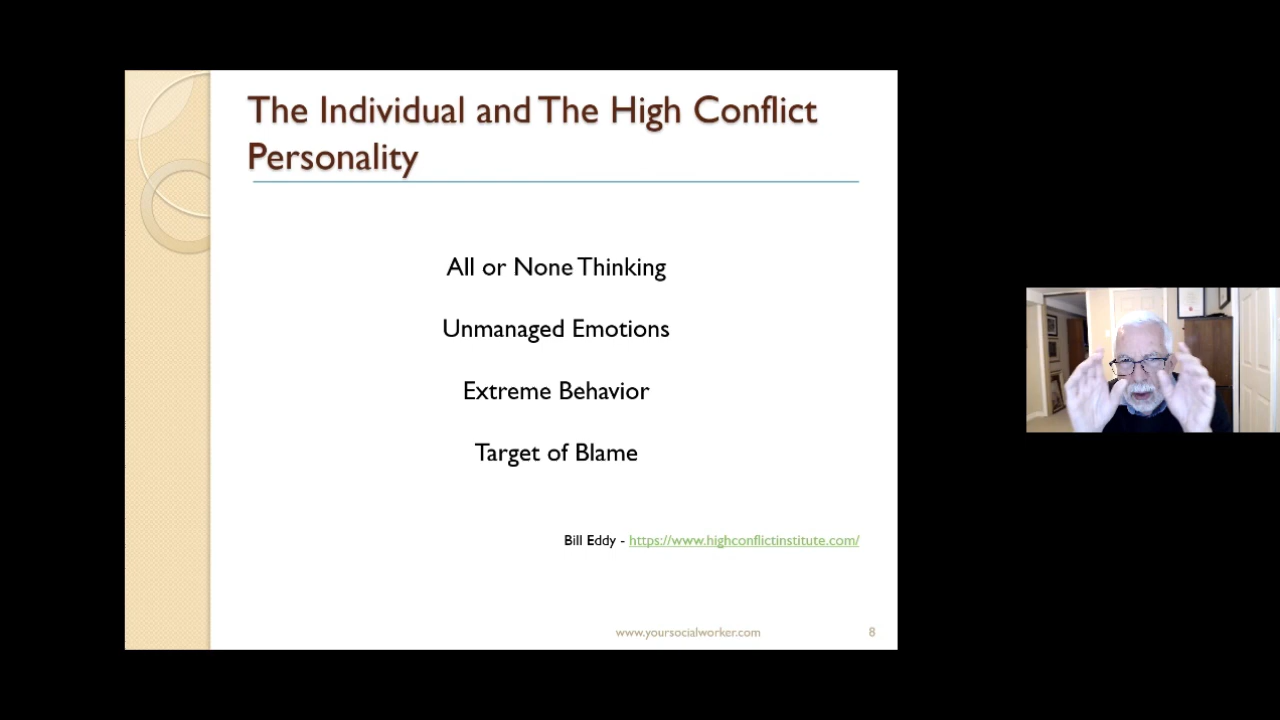 The Individual and The High Conflict
Personality
All or None Thinking
Unmanaged Emotions
Extreme Behavior
Target of Blame
Bill Eddy - https://www.highconflictinstitute.com/
www.yoursocialworker.com
8